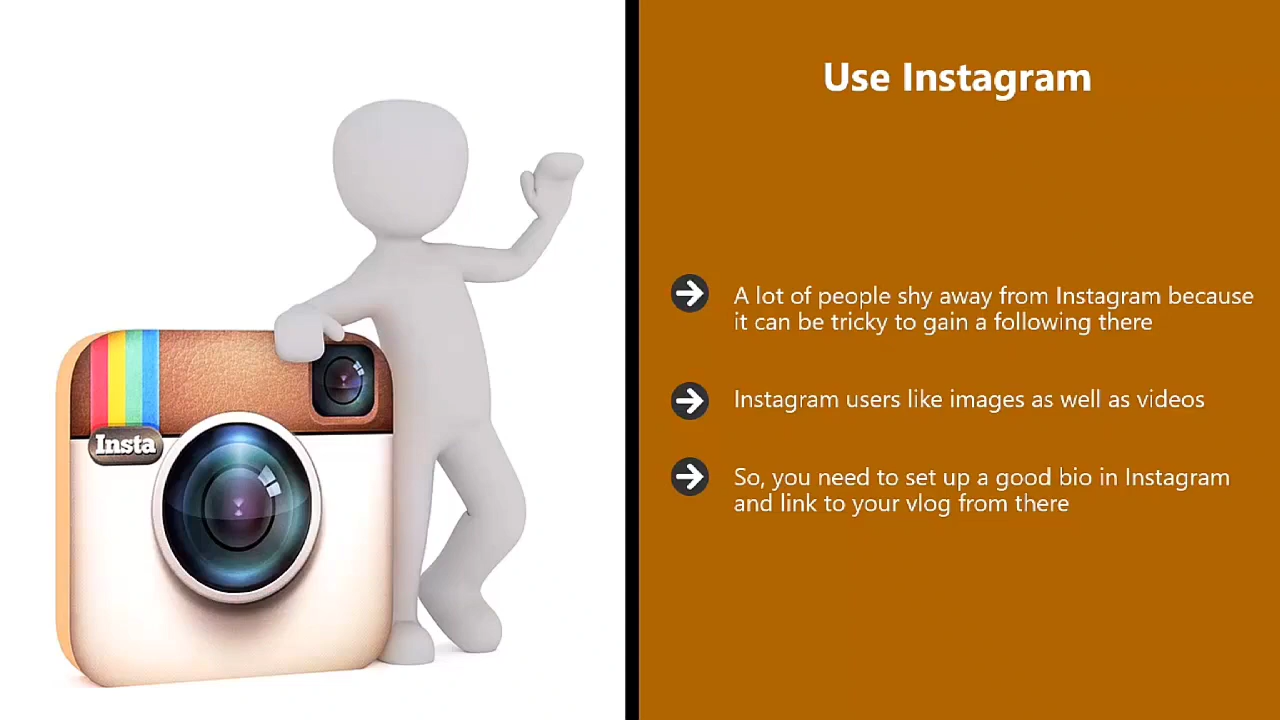 Use Instagram
A lot of people shy away from Instagram because
it can be tricky to gain a following there
Instagram users like images as well as videos
So, you need to set up a good bio in Instagram
and link to your vlog from there
Insta